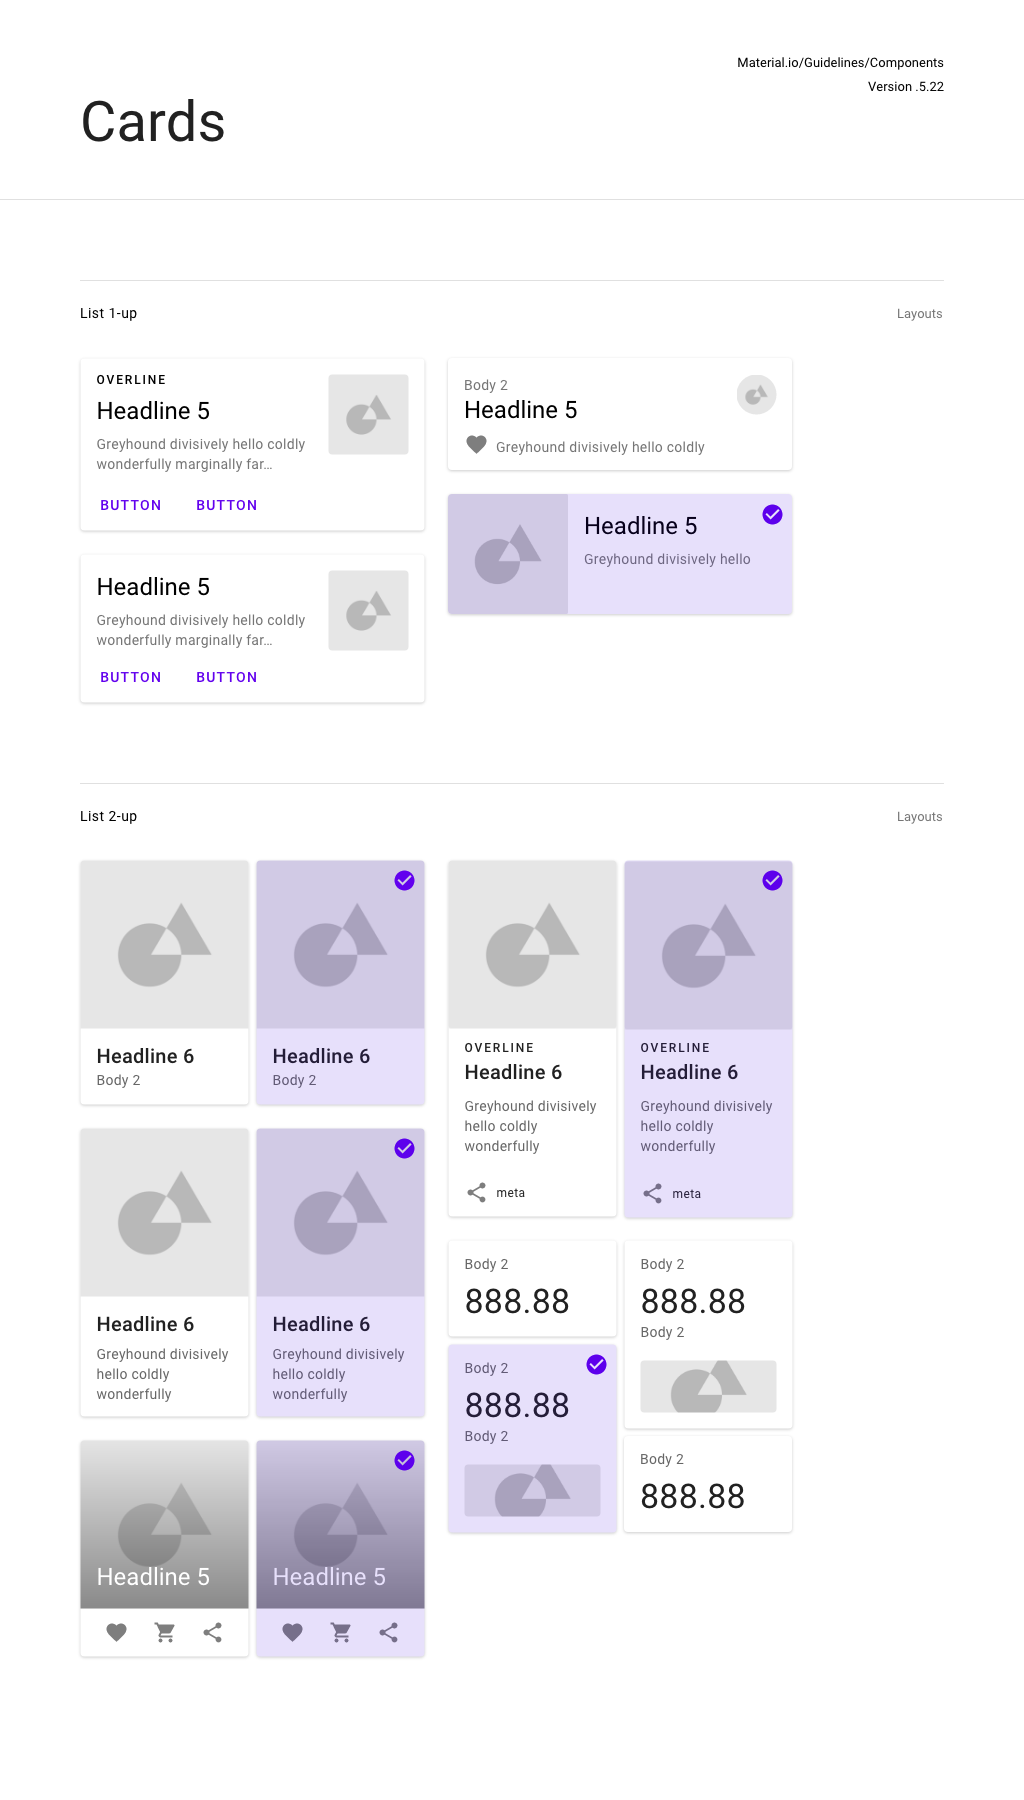 Material.io/Guidelines/Components
Version .5.22
Cards
List 1-up
Layouts
OVERLINE
Headline 5
Greyhound divisively hello coldly
wonderfully marginally far...
BUTTON BUTTON
Headline 5
Greyhound divisively hello coldly
wonderfully marginally far...
BUTTON BUTTON
Body 2
Headline 5
Greyhound divisively hello coldly
Headline 5
Greyhound divisively hello
List 2-up
Layouts
Headline 6
Body 2
Headline 6
Body 2
Headline 6
Greyhound divisively
hello coldly
wonderfully
Headline 6
Greyhound divisively
hello coldly
wonderfully
Headline 5
Headline 5
OVERLINE
Headline 6
Greyhound divisively
hello coldly
wonderfully
meta
OVERLINE
Headline 6
Greyhound divisively
hello coldly
wonderfully
meta
Body 2
888.88
Body 2
888.88
Body 2
Body 2
888.88
Body 2
Body 2
888.88